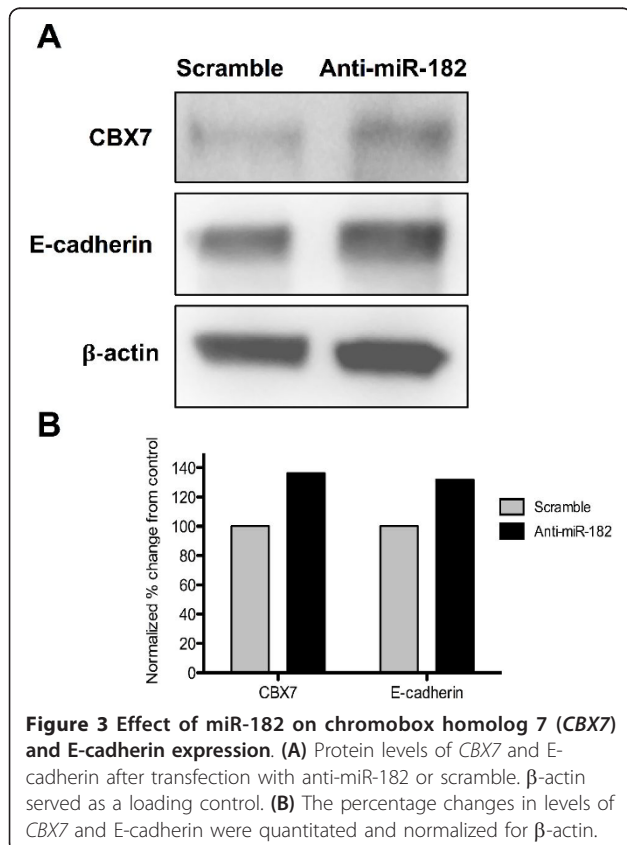 A
Scramble Anti-miR-182
CBX7
E-cadherin
β-actin
B
Normalized % change from control
140
120
100
80
60
40
20
0
CBX7 E-cadherin
Scramble
Anti-miR-182
Figure 3 Effect of miR-182 on chromobox homolog 7 (CBX7)
and E-cadherin expression. (A) Protein levels of CBX7 and E-
cadherin after transfection with anti-miR-182 or scramble. β-actin
served as a loading control. (B) The percentage changes in levels of
CBX7 and E-cadherin were quantitated and normalized for β-actin.